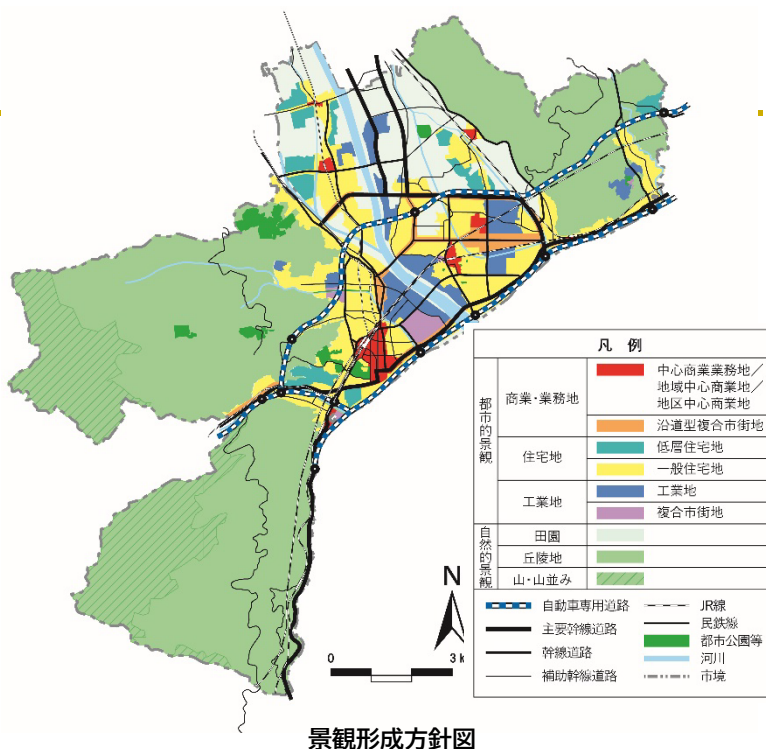 凡 例
都市的景観
商業・業務地
中心商業業務地／
地域中心商業地／
地区中心商業地
沿道型複合市街地
住宅地
低層住宅地
一般住宅地
工業地
工業地
複合市街地
自然的景観
田園
丘陵地
山・山並み
自動車専用道路
主要幹線道路
幹線道路
補助幹線道路
JR線
民鉄線
都市公園等
河川
市境
N
0 3 k
景観形成方針図